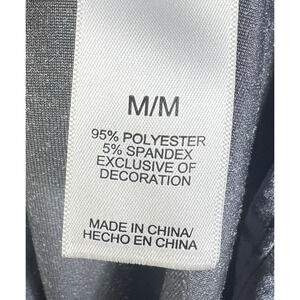 M/M
95% POLYESTER
5% SPANDEX
EXCLUSIVE OF
DECORATION
MADE IN CHINA/
HECHO EN CHINA